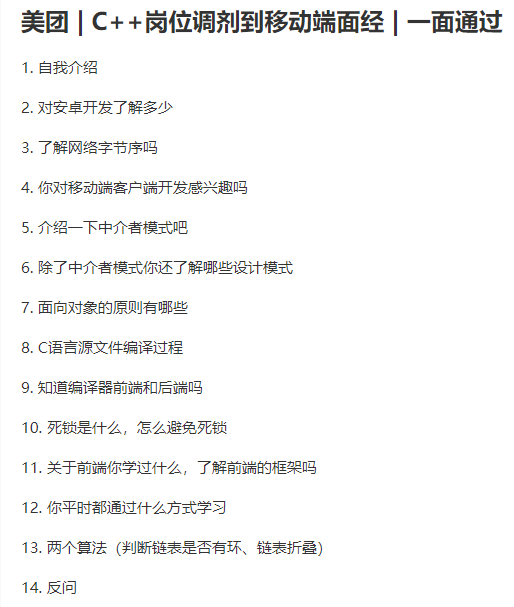 美团 | C++岗位调剂到移动端面经 | 一面通过
1. 自我介绍
2. 对安卓开发了解多少
3. 了解网络字节序吗
4. 你对移动端客户端开发感兴趣吗
5. 介绍一下中介者模式吧
6. 除了中介者模式你还了解哪些设计模式
7. 面向对象的原则有哪些
8. C语言源文件编译过程
9. 知道编译器前端和后端吗
10. 死锁是什么，怎么避免死锁
11. 关于前端你学过什么，了解前端的框架吗
12. 你平时都通过什么方式学习
13. 两个算法（判断链表是否有环、链表折叠）
14. 反问